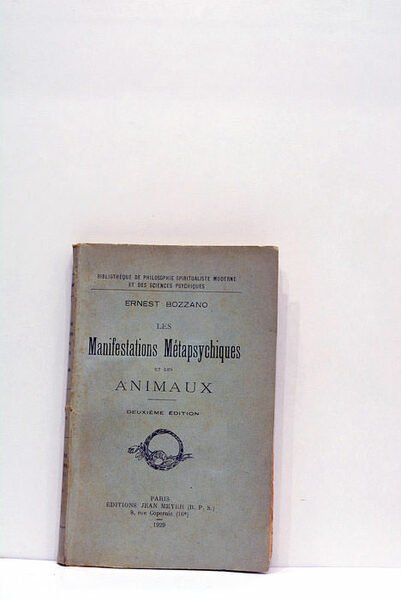 BIBLIOTHÈQUE DE PHILOSOPHIE SPIRITUALISTE MODERNE
ET DES SCIENCES PSYCHIQUES
ERNEST BOZZANO
LES
Manifestations Métapsychiques
ET LES
ANIMAUX
DEUXIÈME ÉDITION
PARIS
ÉDITIONS JEAN MEYER (B. P. S.)
8, rue Copernic (16e)
1929